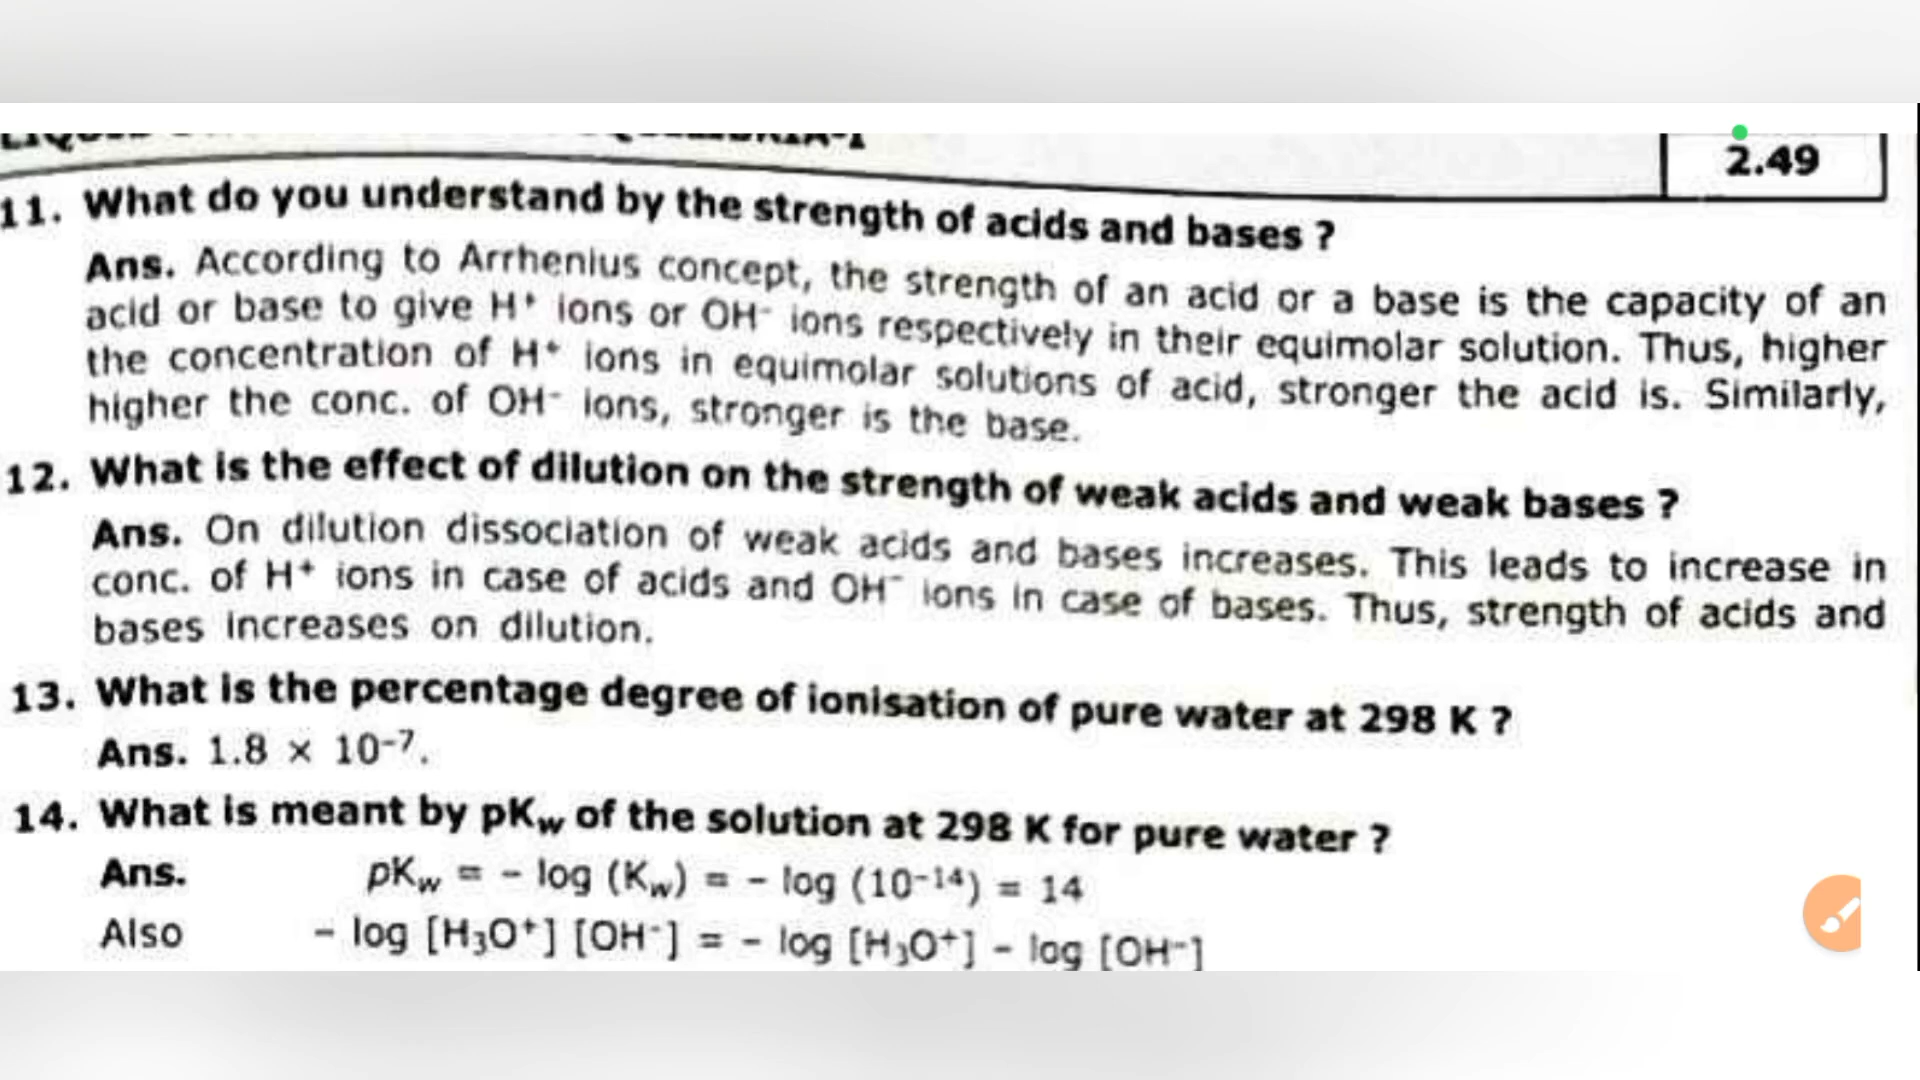 2.49
11. What do you understand by the strength of acids and bases ?
Ans. According to Arrhenius concept, the strength of an acid or a base is the capacity of an
acid or base to give H⁺ ions or OH⁻ ions respectively in their equimolar solution. Thus, higher
the concentration of H⁺ ions in equimolar solutions of acid, stronger the acid is. Similarly,
higher the conc. of OH⁻ ions, stronger is the base.
12. What is the effect of dilution on the strength of weak acids and weak bases ?
Ans. On dilution dissociation of weak acids and bases increases. This leads to increase in
conc. of H⁺ ions in case of acids and OH⁻ ions in case of bases. Thus, strength of acids and
bases increases on dilution.
13. What is the percentage degree of ionisation of pure water at 298 K ?
Ans. 1.8 × 10⁻⁷.
14. What is meant by pKw of the solution at 298 K for pure water ?
Ans. pKw = – log (Kw) = – log (10⁻¹⁴) = 14
Also – log [H₃O⁺] [OH⁻] = – log [H₃O⁺] – log [OH⁻]